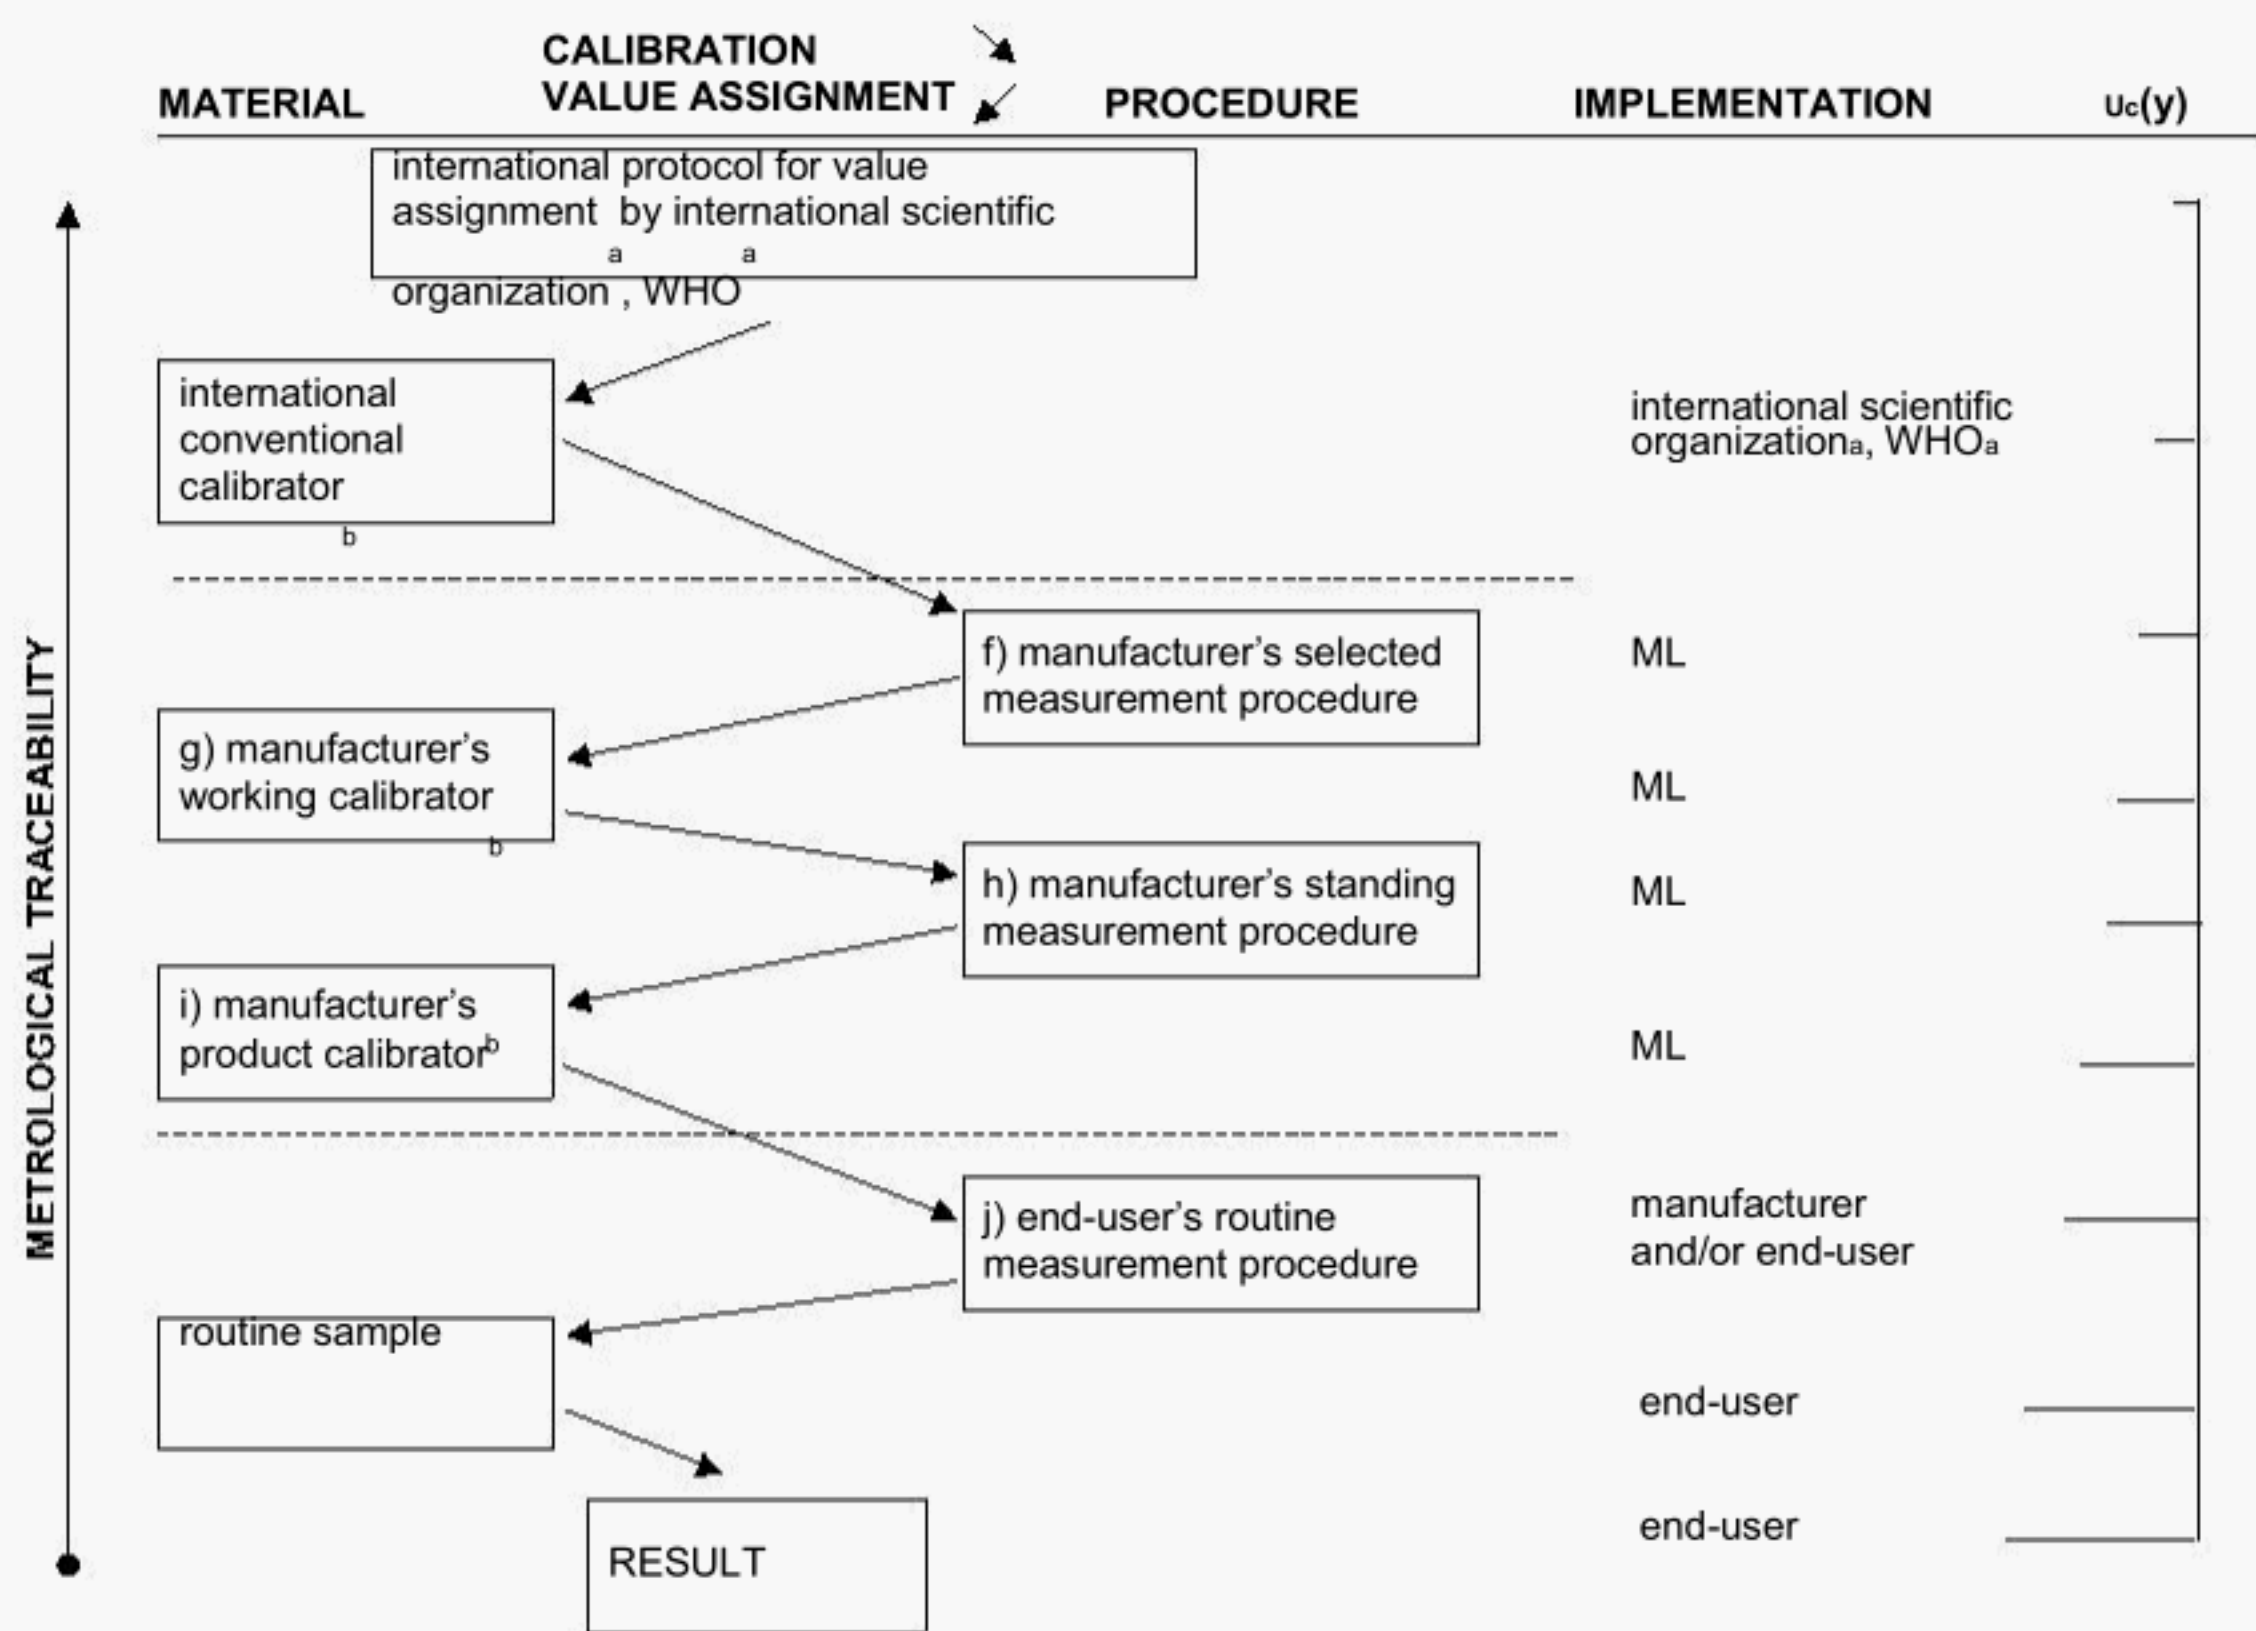 CALIBRATION
VALUE ASSIGNMENT
MATERIAL
PROCEDURE
IMPLEMENTATION
uc(y)
international protocol for value
assignment by international scientific
a a
organization , WHO
international
conventional
calibrator
b
international scientific
organizationa, WHOa
f) manufacturer's selected
measurement procedure
ML
g) manufacturer's
working calibrator
b
ML
h) manufacturer's standing
measurement procedure
ML
i) manufacturer's
product calibratorb
ML
j) end-user's routine
measurement procedure
manufacturer
and/or end-user
routine sample
end-user
RESULT
end-user
METROLOGICAL TRACEABILITY